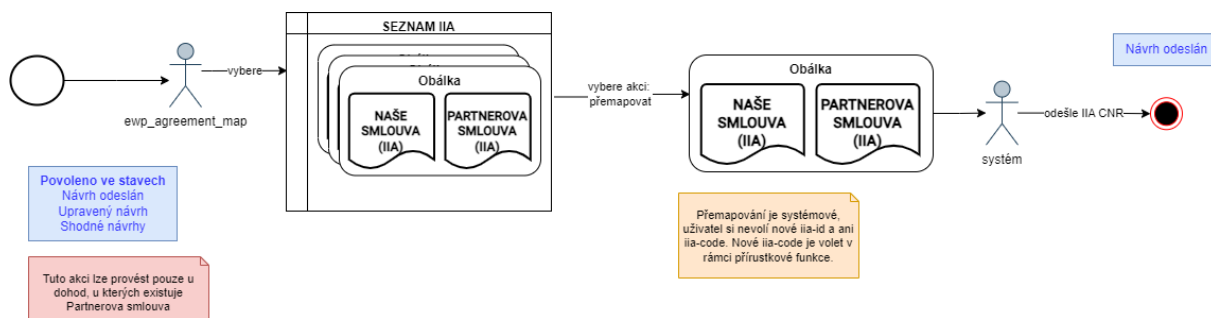 SEZNAM IIA
Obálka
Obálka
Obálka
NAŠE
SMLOUVA
(IIA)
PARTNEROVA
SMLOUVA
(IIA)
vybere
ewp_agreement_map
vybere akci:
přemapovat
Obálka
NAŠE
SMLOUVA
(IIA)
PARTNEROVA
SMLOUVA
(IIA)
systém
odešle IIA CNR
Návrh odeslán
Povoleno ve stavech
Návrh odeslán
Upravený návrh
Shodné návrhy
Tuto akci lze provést pouze u
dohod, u kterých existuje
Partnerova smlouva
Přemapování je systémové,
uživatel si nevolí nové iia-id a ani
iia-code. Nové iia-code je volet v
rámci přírustkové funkce.